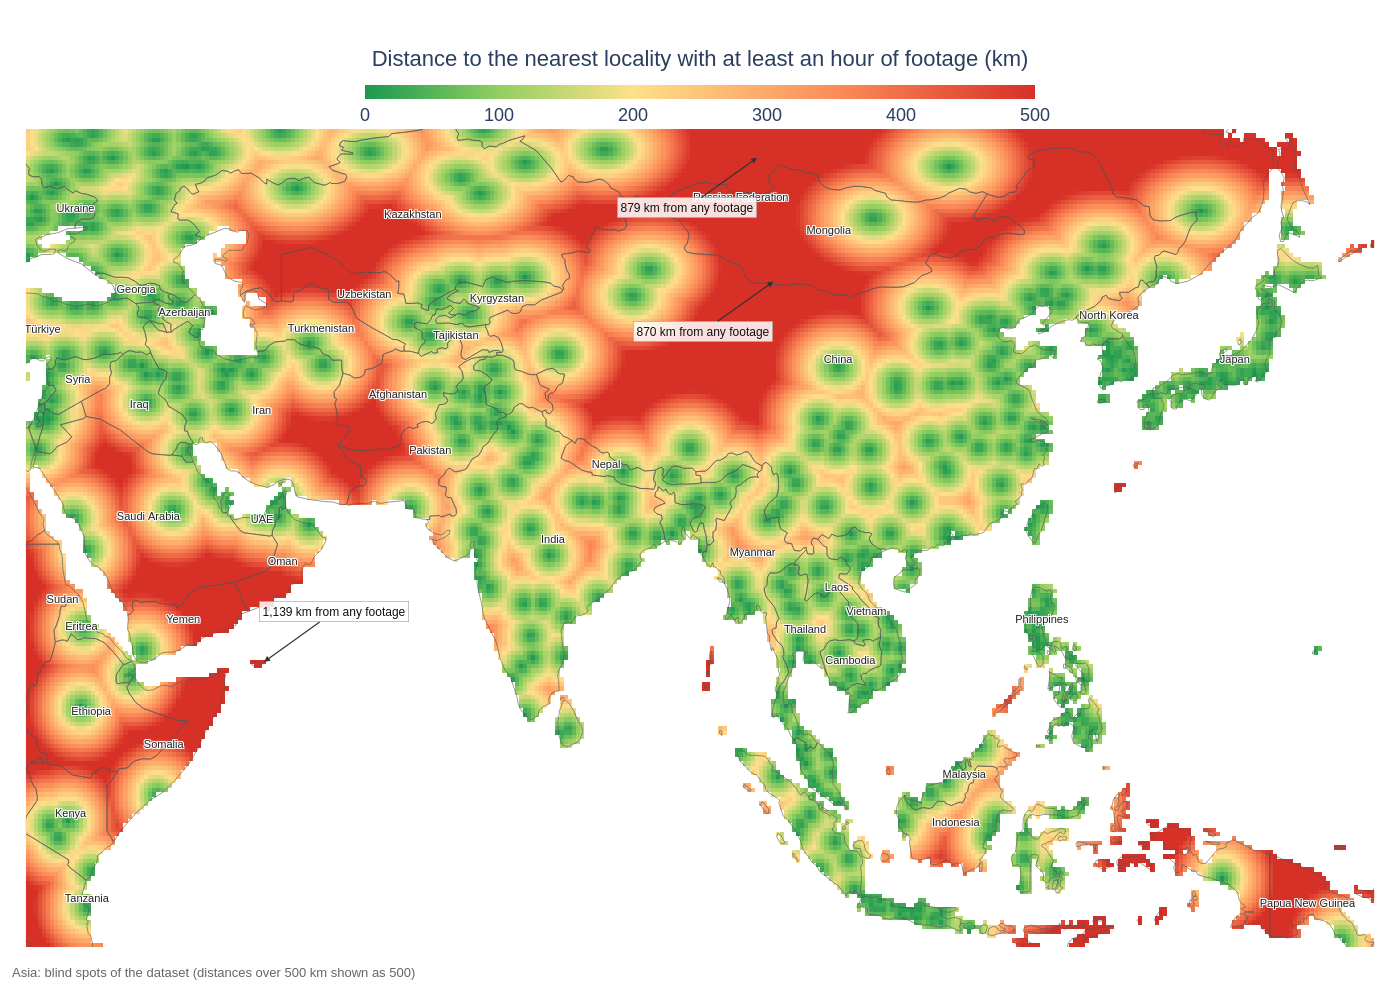 Distance to the nearest locality with at least an hour of footage (km)
0 100 200 300 400 500
Russian Federation
879 km from any footage
Ukraine
Kazakhstan
Mongolia
Georgia
Uzbekistan
Kyrgyzstan
Azerbaijan
North Korea
Türkiye
Turkmenistan
870 km from any footage
Tajikistan
China
Japan
Syria
Afghanistan
Iraq
Iran
Pakistan
Nepal
Saudi Arabia
UAE
India
Myanmar
Oman
Laos
Sudan
1,139 km from any footage
Vietnam
Yemen
Philippines
Eritrea
Thailand
Cambodia
Ethiopia
Somalia
Malaysia
Kenya
Indonesia
Tanzania
Papua New Guinea
Asia: blind spots of the dataset (distances over 500 km shown as 500)